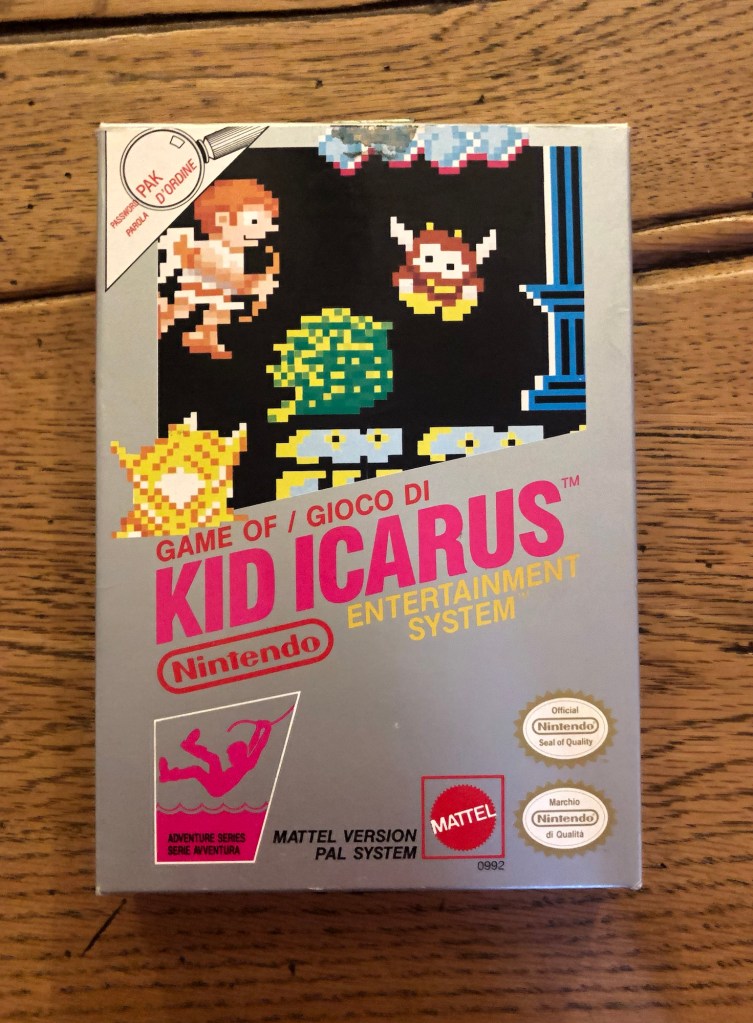 PASSWORD PAK
PAROLA D'ORDINE
GAME OF / GIOCO DI
KID ICARUS™
ENTERTAINMENT
SYSTEM™
Nintendo
ADVENTURE SERIES
SERIE AVVENTURA
MATTEL VERSION
PAL SYSTEM
MATTEL
0992
Official
Nintendo®
Seal of Quality
Marchio
Nintendo®
di Qualità